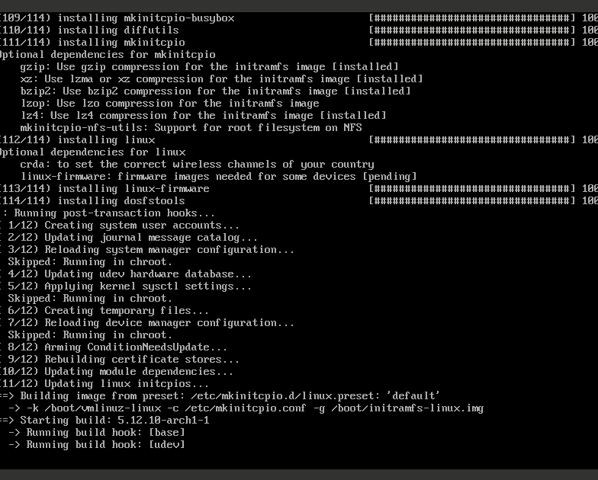 (109/114) installing mkinitcpio-busybox [################################] 100
(110/114) installing diffutils [################################] 100
(111/114) installing mkinitcpio [################################] 100
Optional dependencies for mkinitcpio
gzip: Use gzip compression for the initramfs image [installed]
xz: Use lzma or xz compression for the initramfs image [installed]
bzip2: Use bzip2 compression for the initramfs image [installed]
lzop: Use lzo compression for the initramfs image
lz4: Use lz4 compression for the initramfs image [installed]
mkinitcpio-nfs-utils: Support for root filesystem on NFS
(112/114) installing linux [################################] 100
Optional dependencies for linux
crda: to set the correct wireless channels of your country
linux-firmware: firmware images needed for some devices [pending]
(113/114) installing linux-firmware [################################] 100
(114/114) installing dosfstools [################################] 100
: Running post-transaction hooks...
( 1/12) Creating system user accounts...
( 2/12) Updating journal message catalog...
( 3/12) Reloading system manager configuration...
Skipped: Running in chroot.
( 4/12) Updating udev hardware database...
( 5/12) Applying kernel sysctl settings...
Skipped: Running in chroot.
( 6/12) Creating temporary files...
( 7/12) Reloading device manager configuration...
Skipped: Running in chroot.
( 8/12) Arming ConditionNeedsUpdate...
( 9/12) Rebuilding certificate stores...
(10/12) Updating module dependencies...
(11/12) Updating linux initcpios...
==> Building image from preset: /etc/mkinitcpio.d/linux.preset: 'default'
-> -k /boot/vmlinuz-linux -c /etc/mkinitcpio.conf -g /boot/initramfs-linux.img
==> Starting build: 5.12.10-arch1-1
-> Running build hook: [base]
-> Running build hook: [udev]